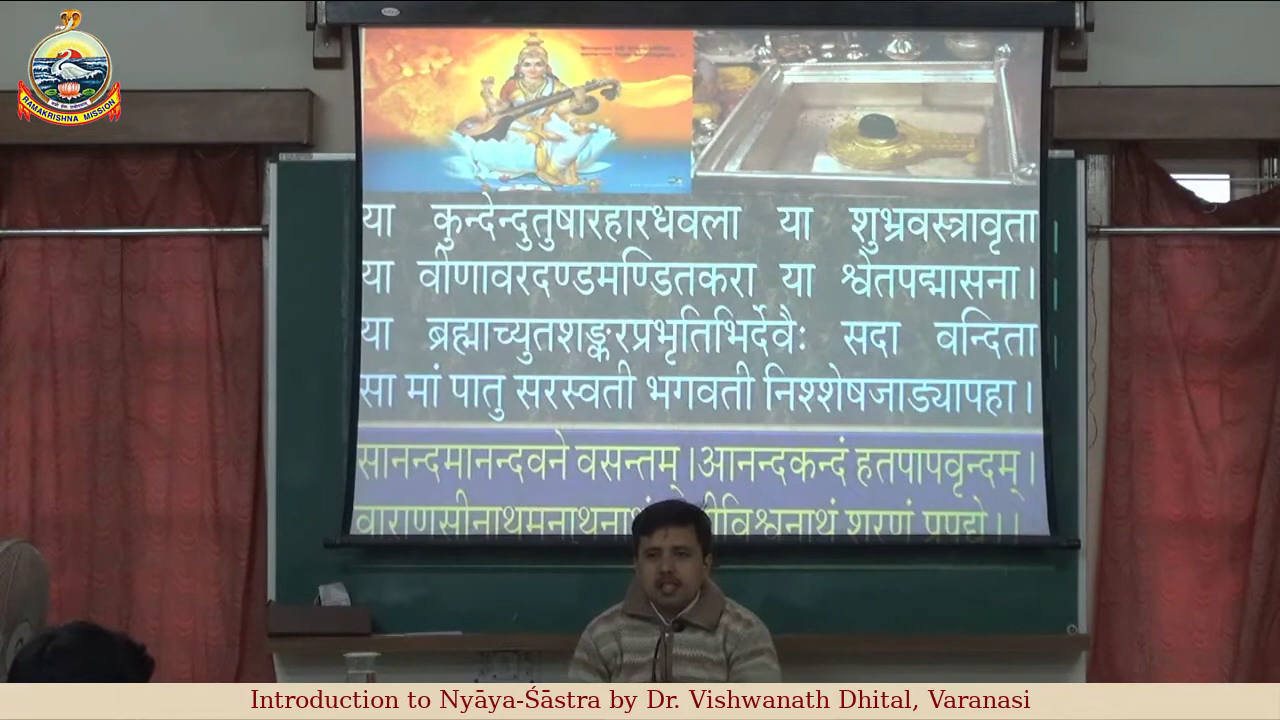 RAMAKRISHNA MISSION
या कुन्देन्दुतुषारहारधवला या शुभ्रवस्त्रावृता
या वीणावरदण्डमण्डितकरा या श्वेतपद्मासना।
या ब्रह्माच्युतशङ्करप्रभृतिभिर्देवैः सदा वन्दिता
सा मां पातु सरस्वती भगवती निश्शेषजाड्यापहा।
सानन्दमानन्दवने वसन्तम्।आनन्दकन्दं हतपापवृन्दम्।
वाराणसीनाथमनाथनाथं शरणं प्रपद्ये।।
Introduction to Nyāya-Śāstra by Dr. Vishwanath Dhital, Varanasi